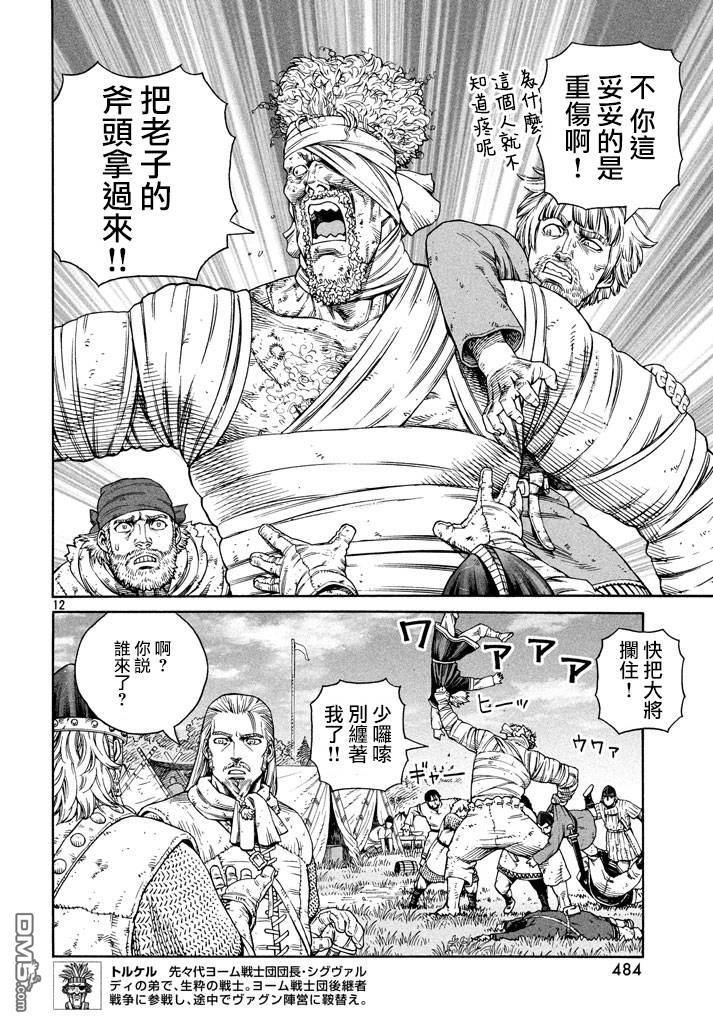 不你這
妥妥的是
重傷啊！
為什麼
這個人就不
知道疼呢
把老子的
斧頭拿過來！！
12
快把大將
攔住！
ワアアア
ヒーッ
ウワァ
ギャー
少囉嗦
別纏著
我了！！
啊？
你說
誰來了？
484
トルケル 先々代ヨーム戦士団団長・シグヴァル
ディの弟で、生粋の戦士。ヨーム戦士団後継者
戦争に参戦し、途中でヴァグン陣営に鞍替え。